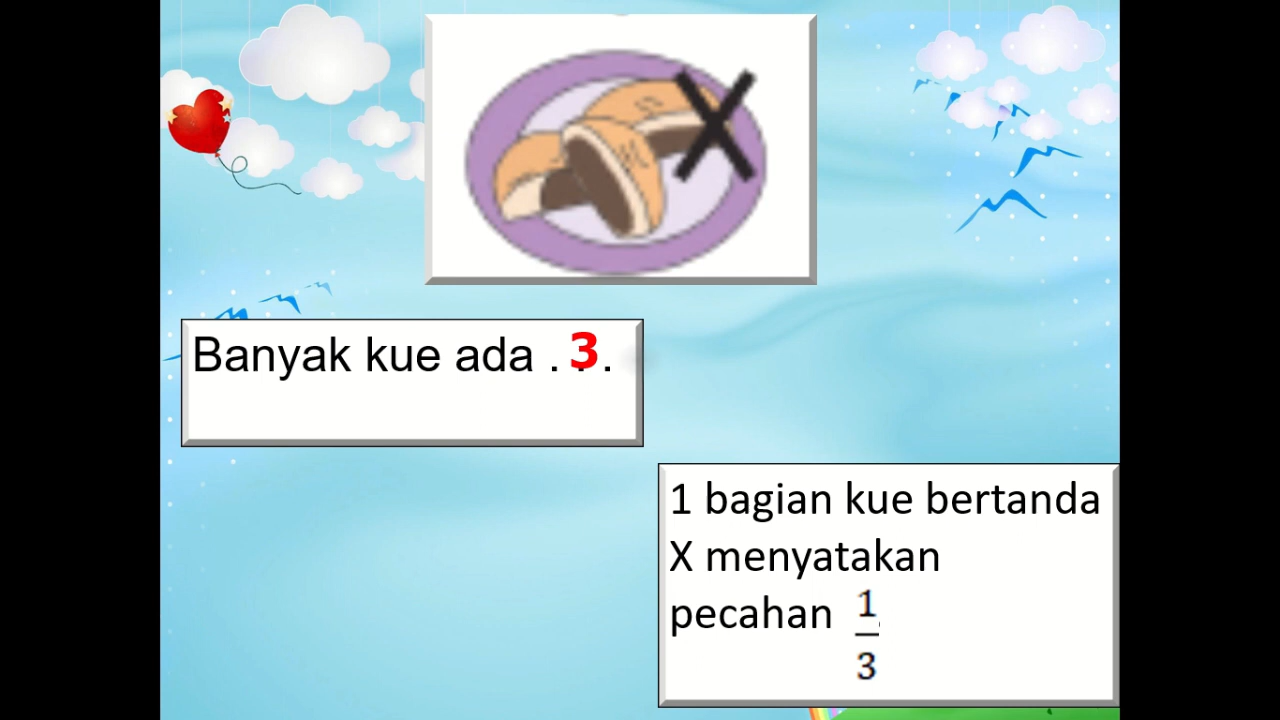 Banyak kue ada . 3 .
1 bagian kue bertanda
X menyatakan
pecahan 1/3